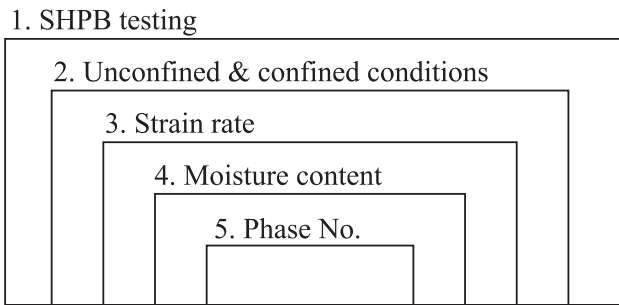 1. SHPB testing
2. Unconfined & confined conditions
3. Strain rate
4. Moisture content
5. Phase No.